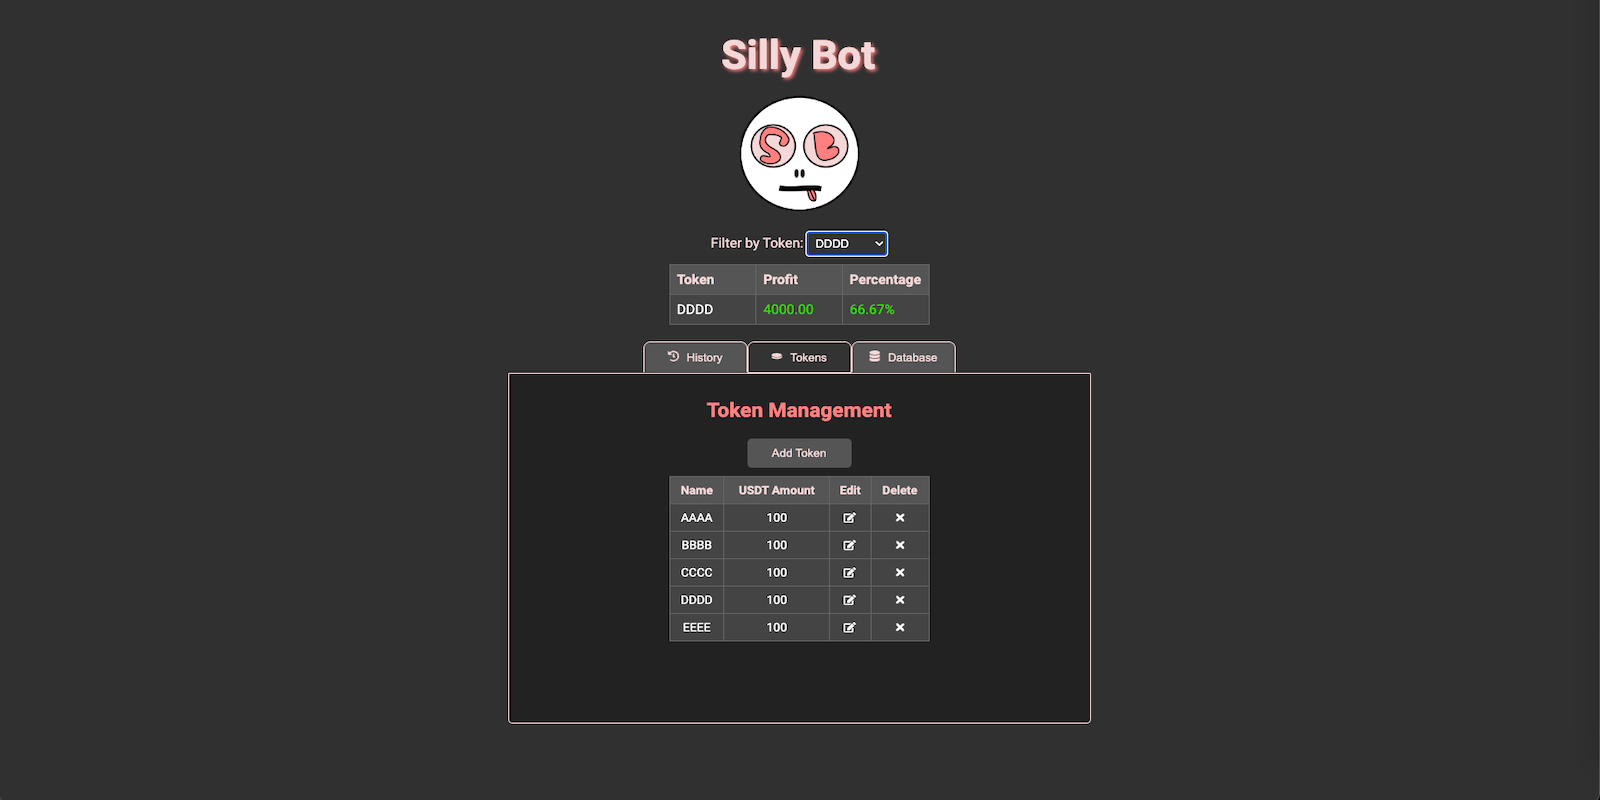 Silly Bot
S B
Filter by Token: DDDD
Token Profit Percentage
DDDD 4000.00 66.67%
History Tokens Database
Token Management
Add Token
Name USDT Amount Edit Delete
AAAA 100
BBBB 100
CCCC 100
DDDD 100
EEEE 100